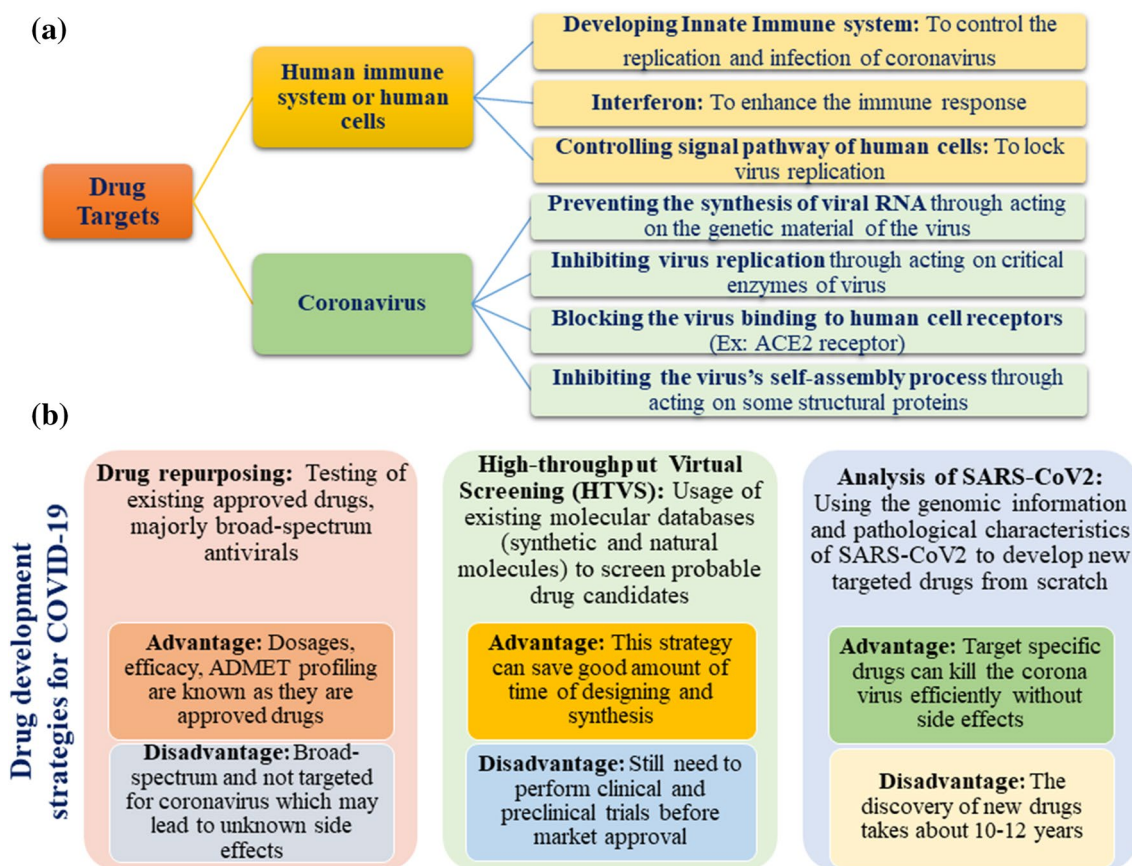 (a)
Drug
Targets
Human immune
system or human
cells
Developing Innate Immune system: To control the
replication and infection of coronavirus
Interferon: To enhance the immune response
Controlling signal pathway of human cells: To lock
virus replication
Coronavirus
Preventing the synthesis of viral RNA through acting
on the genetic material of the virus
Inhibiting virus replication through acting on critical
enzymes of virus
Blocking the virus binding to human cell receptors
(Ex: ACE2 receptor)
Inhibiting the virus's self-assembly process through
acting on some structural proteins
(b)
Drug development
strategies for COVID-19
Drug repurposing: Testing of
existing approved drugs,
majorly broad-spectrum
antivirals
Advantage: Dosages,
efficacy, ADMET profiling
are known as they are
approved drugs
Disadvantage: Broad-
spectrum and not targeted
for coronavirus which may
lead to unknown side
effects
High-throughput Virtual
Screening (HTVS): Usage of
existing molecular databases
(synthetic and natural
molecules) to screen probable
drug candidates
Advantage: This strategy
can save good amount of
time of designing and
synthesis
Disadvantage: Still need to
perform clinical and
preclinical trials before
market approval
Analysis of SARS-CoV2:
Using the genomic information
and pathological characteristics
of SARS-CoV2 to develop new
targeted drugs from scratch
Advantage: Target specific
drugs can kill the corona
virus efficiently without
side effects
Disadvantage: The
discovery of new drugs
takes about 10-12 years